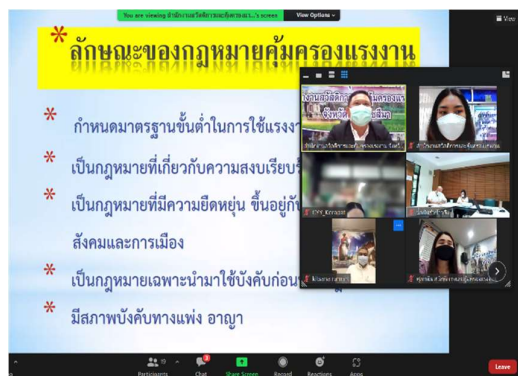 You are viewing สำนักงานสวัสดิการและคุ้มครองแร...'s screen
View Options
View
* ลักษณะของกฎหมายคุ้มครองแรงงาน
* กำหนดมาตรฐานขั้นต่ำในการใช้แรงงา
* เป็นกฎหมายที่เกี่ยวกับความสงบเรียบร้
* เป็นกฎหมายที่มีความยืดหยุ่น ขึ้นอยู่กับ
สังคมและการเมือง
* เป็นกฎหมายเฉพาะนำมาใช้บังคับก่อน
* มีสภาพบังคับทางแพ่ง อาญา
Participants
Chat
Share Screen
Record
Reactions
Apps
Leave